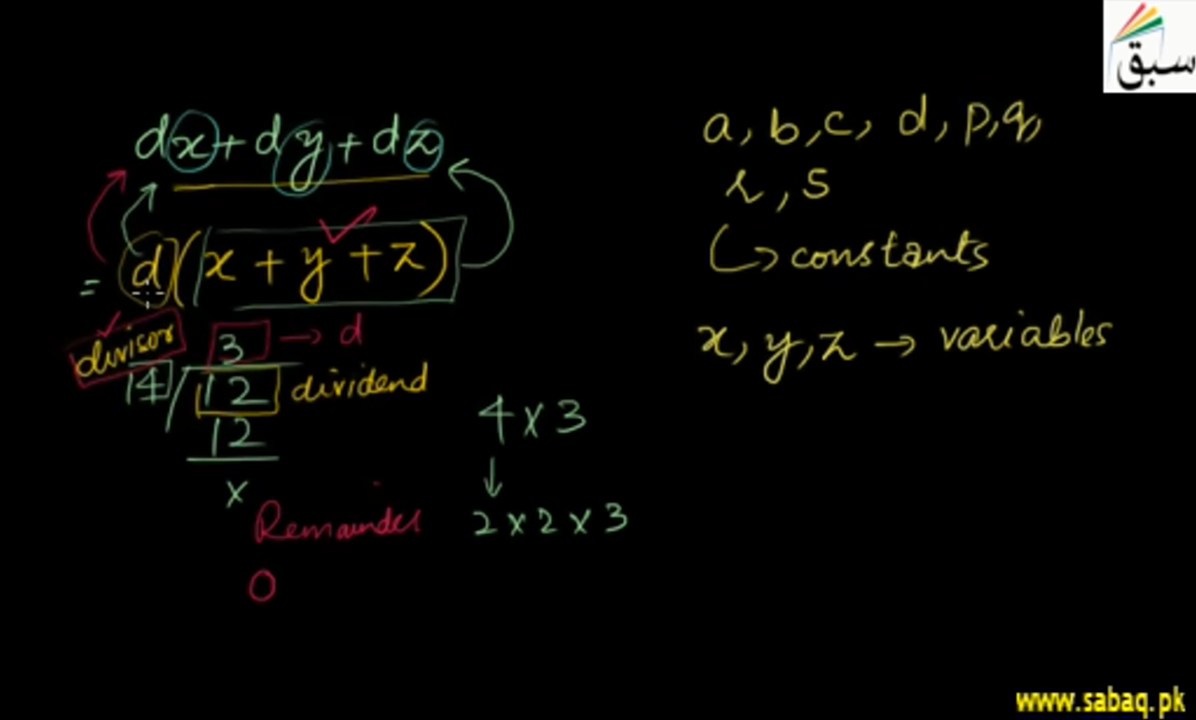 سبق
dx + dy + dz
= d(x + y + z)
divisor
3 → d
14 12 dividend
12
x
Remainder
0
4 x 3
↓
2 x 2 x 3
a, b, c, d, p, q,
r, s
↳ constants
x, y, z → variables
www.sabaq.pk